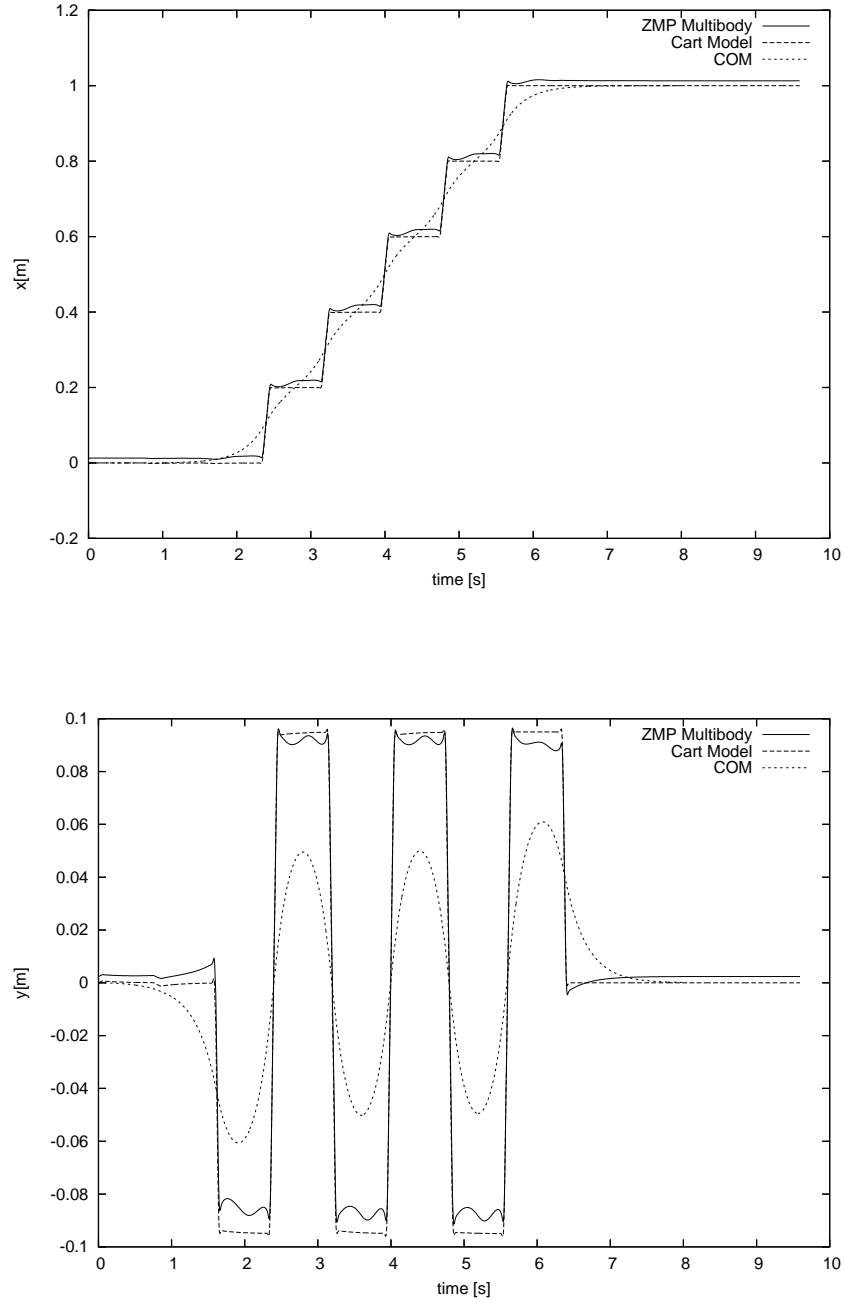 1.2
1
0.8
0.6
0.4
0.2
0
-0.2
x[m]
ZMP Multibody
Cart Model
COM
0 1 2 3 4 5 6 7 8 9 10
time [s]
0.1
0.08
0.06
0.04
0.02
0
-0.02
-0.04
-0.06
-0.08
-0.1
y[m]
ZMP Multibody
Cart Model
COM
0 1 2 3 4 5 6 7 8 9 10
time [s]